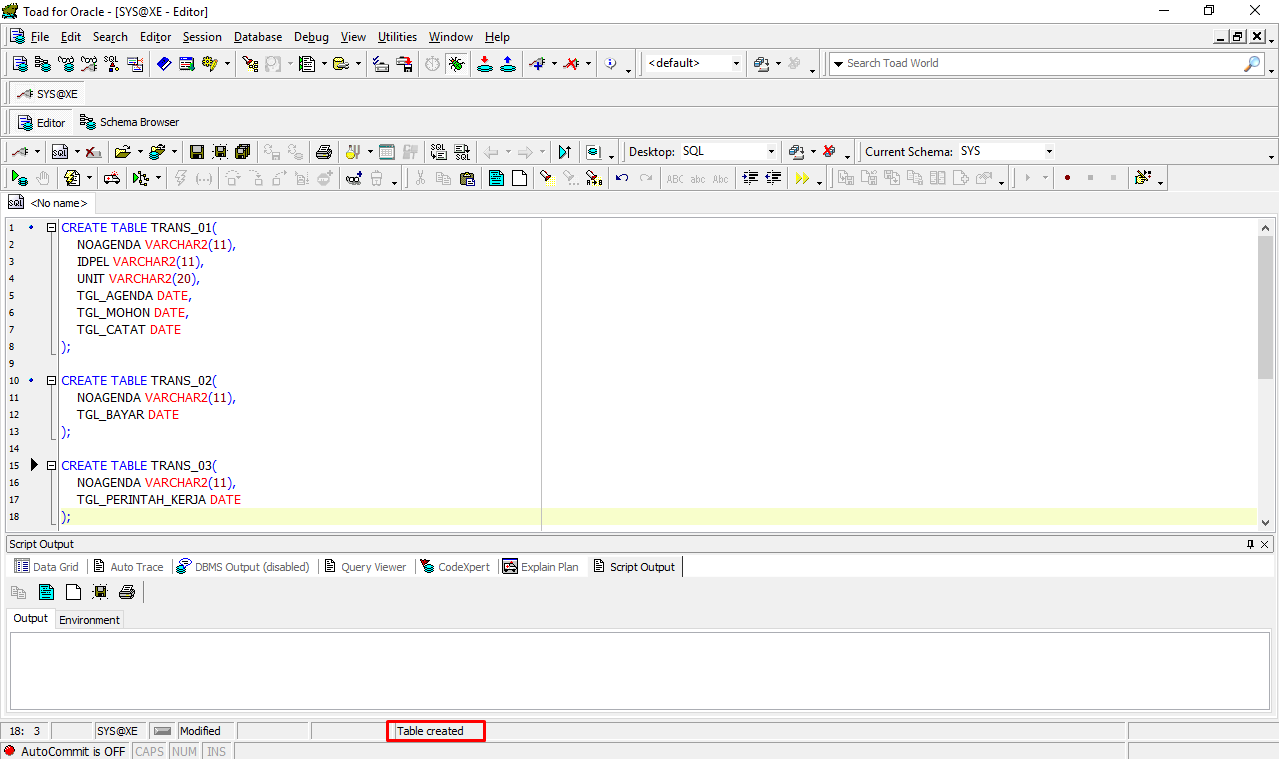 Toad for Oracle - [SYS@XE - Editor]
File Edit Search Editor Session Database Debug View Utilities Window Help
<default>
Search Toad World
SYS@XE
Editor Schema Browser
Desktop: SQL
Current Schema: SYS
<No name>
1 CREATE TABLE TRANS_01(
2 NOAGENDA VARCHAR2(11),
3 IDPEL VARCHAR2(11),
4 UNIT VARCHAR2(20),
5 TGL_AGENDA DATE,
6 TGL_MOHON DATE,
7 TGL_CATAT DATE
8 );
9
10 CREATE TABLE TRANS_02(
11 NOAGENDA VARCHAR2(11),
12 TGL_BAYAR DATE
13 );
14
15 CREATE TABLE TRANS_03(
16 NOAGENDA VARCHAR2(11),
17 TGL_PERINTAH_KERJA DATE
18 );
Script Output
Data Grid Auto Trace DBMS Output (disabled) Query Viewer CodeXpert Explain Plan Script Output
Output Environment
18: 3 SYS@XE Modified Table created
AutoCommit is OFF CAPS NUM INS